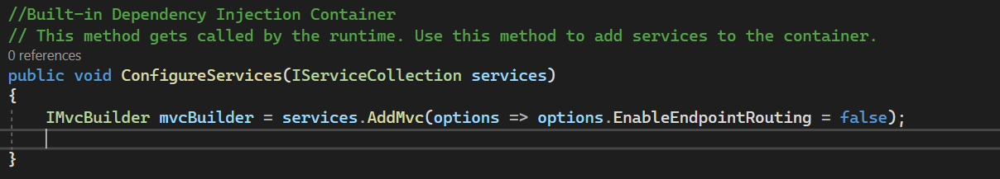 //Built-in Dependency Injection Container
// This method gets called by the runtime. Use this method to add services to the container.
0 references
public void ConfigureServices(IServiceCollection services)
{
    IMvcBuilder mvcBuilder = services.AddMvc(options => options.EnableEndpointRouting = false);
}